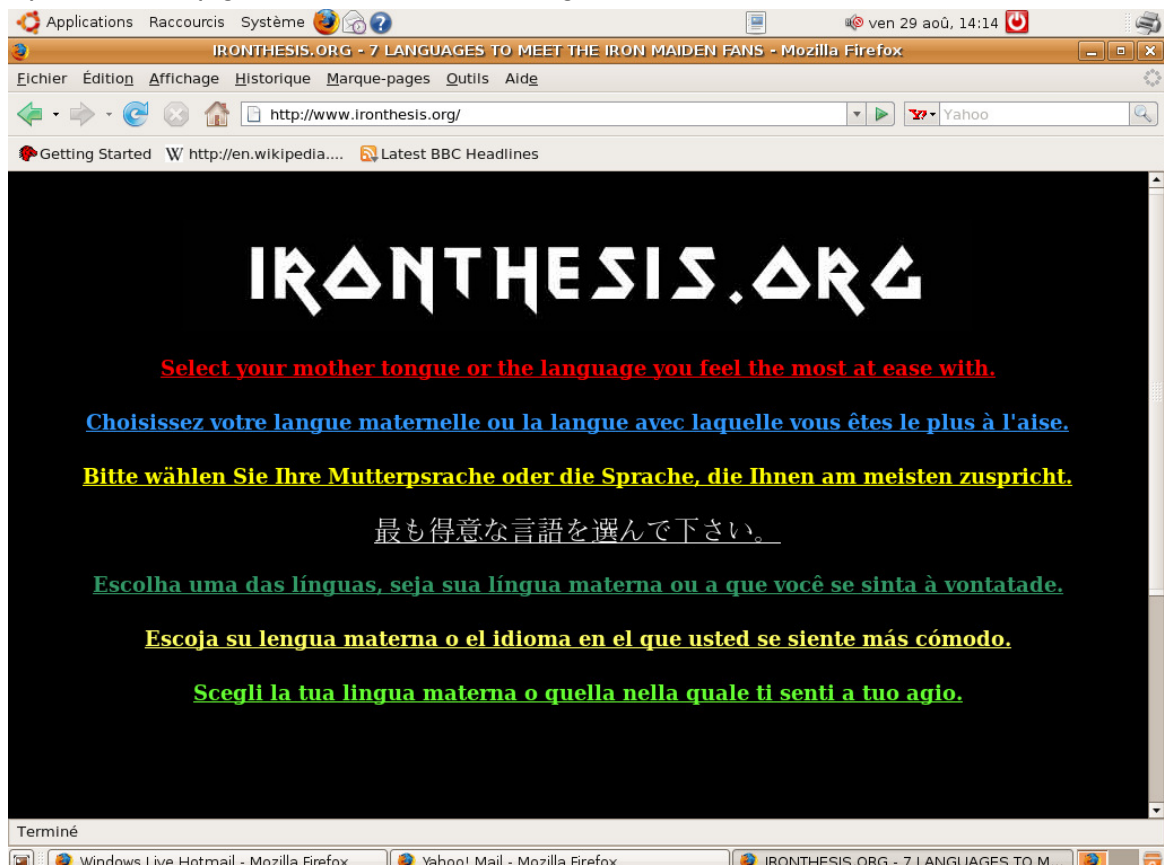 Applications Raccourcis Système ven 29 aoû, 14:14
IRONTHESIS.ORG - 7 LANGUAGES TO MEET THE IRON MAIDEN FANS - Mozilla Firefox
Fichier Édition Affichage Historique Marque-pages Outils Aide
http://www.ironthesis.org/ Yahoo
Getting Started W http://en.wikipedia.... Latest BBC Headlines
IRONTHESIS.ORG
Select your mother tongue or the language you feel the most at ease with.
Choisissez votre langue maternelle ou la langue avec laquelle vous êtes le plus à l'aise.
Bitte wählen Sie Ihre Mutterpsrache oder die Sprache, die Ihnen am meisten zuspricht.
最も得意な言語を選んで下さい。
Escolha uma das línguas, seja sua língua materna ou a que você se sinta à vontatade.
Escoja su lengua materna o el idioma en el que usted se siente más cómodo.
Scegli la tua lingua materna o quella nella quale ti senti a tuo agio.
Terminé
Windows Live Hotmail - Mozilla Firefox Yahoo! Mail - Mozilla Firefox IRONTHESIS.ORG - 7 LANGUAGES TO M...